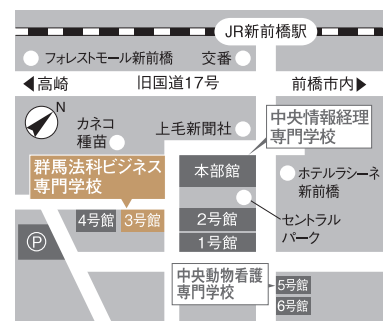 JR新前橋駅
フォレストモール新前橋
交番
高崎
旧国道17号
前橋市内
N
カネコ
種苗
上毛新聞社
中央情報経理
専門学校
群馬法科ビジネス
専門学校
本部館
ホテルラシーネ
新前橋
4号館
3号館
2号館
1号館
セントラル
パーク
P
中央動物看護
専門学校
5号館
6号館